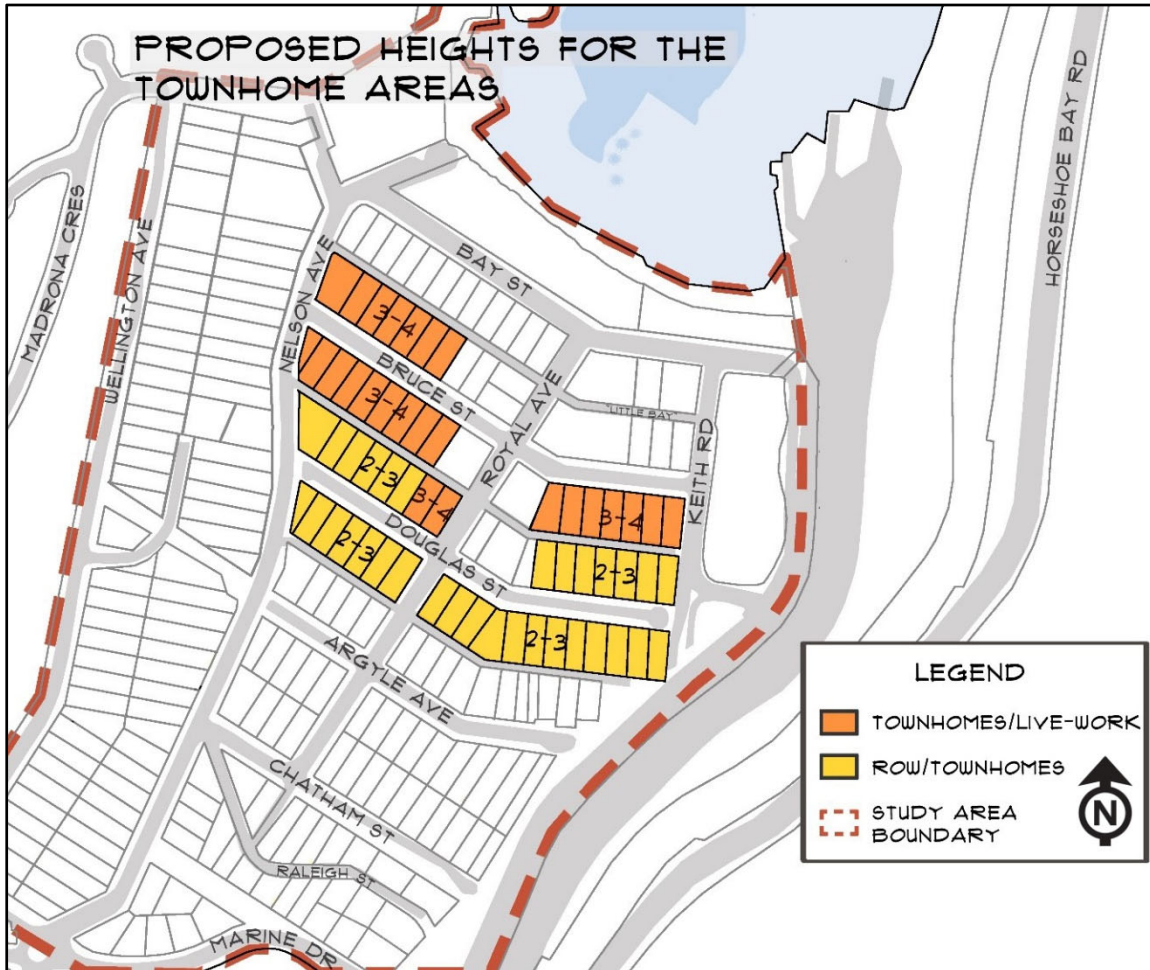 PROPOSED HEIGHTS FOR THE
TOWNHOME AREAS
MADRONA CRES
WELLINGTON AVE
NELSON AVE
BAY ST
HORSESHOE BAY RD
3-4
BRUCE ST
3-4
ROYAL AVE
"LITTLE BAY"
KEITH RD
2-3
3-4
3-4
DOUGLAS ST
2-3
2-3
2-3
ARGYLE AVE
CHATHAM ST
RALEIGH ST
MARINE DR
LEGEND
TOWNHOMES/LIVE-WORK
ROW/TOWNHOMES
STUDY AREA
BOUNDARY
N